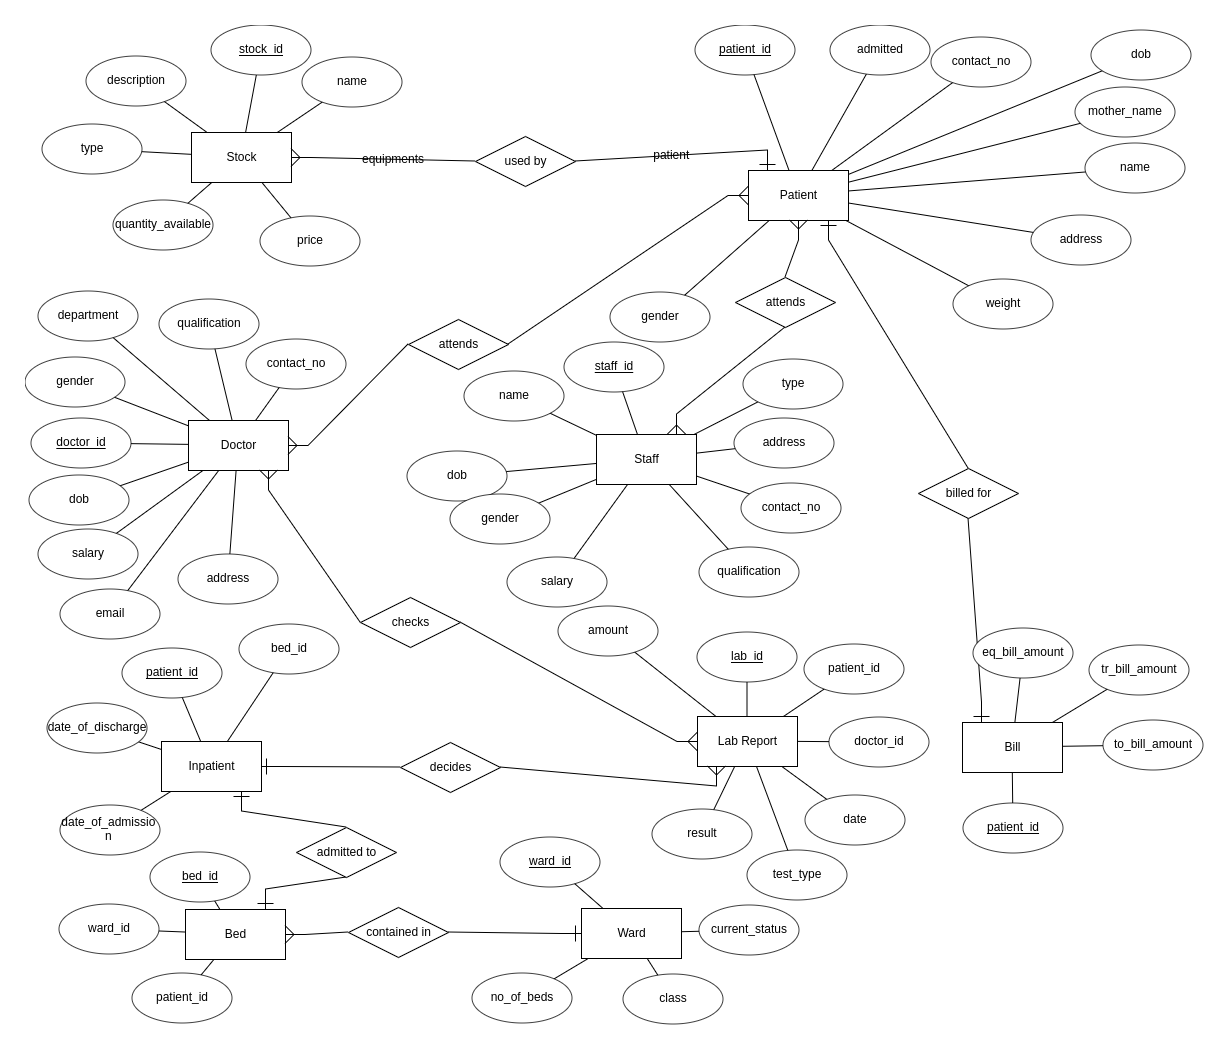 stock_id
patient_id
admitted
contact_no
dob
description
name
mother_name
type
Stock
equipments
used by
patient
name
Patient
quantity_available
price
address
attends
weight
department
qualification
gender
attends
contact_no
staff_id
gender
name
type
doctor_id
Doctor
address
Staff
dob
dob
gender
contact_no
billed for
salary
address
salary
qualification
email
checks
amount
bed_id
patient_id
lab_id
patient_id
eq_bill_amount
tr_bill_amount
date_of_discharge
Inpatient
decides
Lab Report
doctor_id
Bill
to_bill_amount
date_of_admissio
n
result
date
patient_id
admitted to
bed_id
ward_id
test_type
ward_id
Bed
contained in
Ward
current_status
patient_id
no_of_beds
class